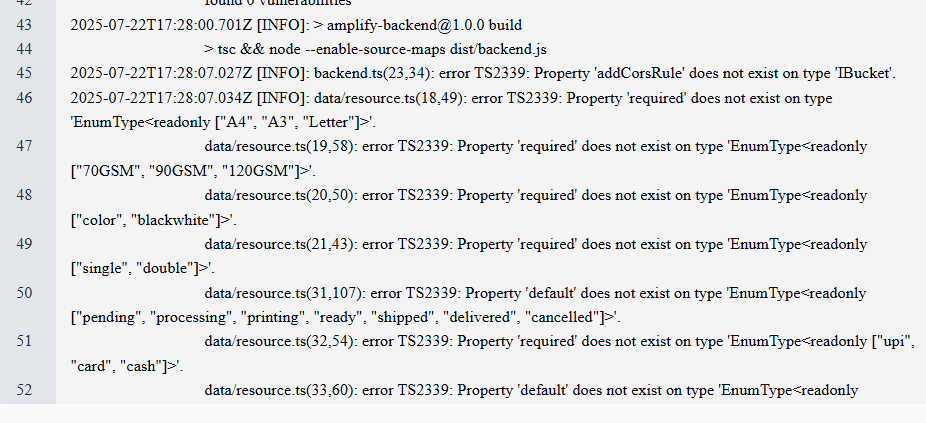 42 found 0 vulnerabilities
43 2025-07-22T17:28:00.701Z [INFO]: > amplify-backend@1.0.0 build
44 > tsc && node --enable-source-maps dist/backend.js
45 2025-07-22T17:28:07.027Z [INFO]: backend.ts(23,34): error TS2339: Property 'addCorsRule' does not exist on type 'IBucket'.
46 2025-07-22T17:28:07.034Z [INFO]: data/resource.ts(18,49): error TS2339: Property 'required' does not exist on type
'EnumType<readonly ["A4", "A3", "Letter"]>'.
47 data/resource.ts(19,58): error TS2339: Property 'required' does not exist on type 'EnumType<readonly
["70GSM", "90GSM", "120GSM"]>'.
48 data/resource.ts(20,50): error TS2339: Property 'required' does not exist on type 'EnumType<readonly
["color", "blackwhite"]>'.
49 data/resource.ts(21,43): error TS2339: Property 'required' does not exist on type 'EnumType<readonly
["single", "double"]>'.
50 data/resource.ts(31,107): error TS2339: Property 'default' does not exist on type 'EnumType<readonly
["pending", "processing", "printing", "ready", "shipped", "delivered", "cancelled"]>'.
51 data/resource.ts(32,54): error TS2339: Property 'required' does not exist on type 'EnumType<readonly ["upi",
"card", "cash"]>'.
52 data/resource.ts(33,60): error TS2339: Property 'default' does not exist on type 'EnumType<readonly